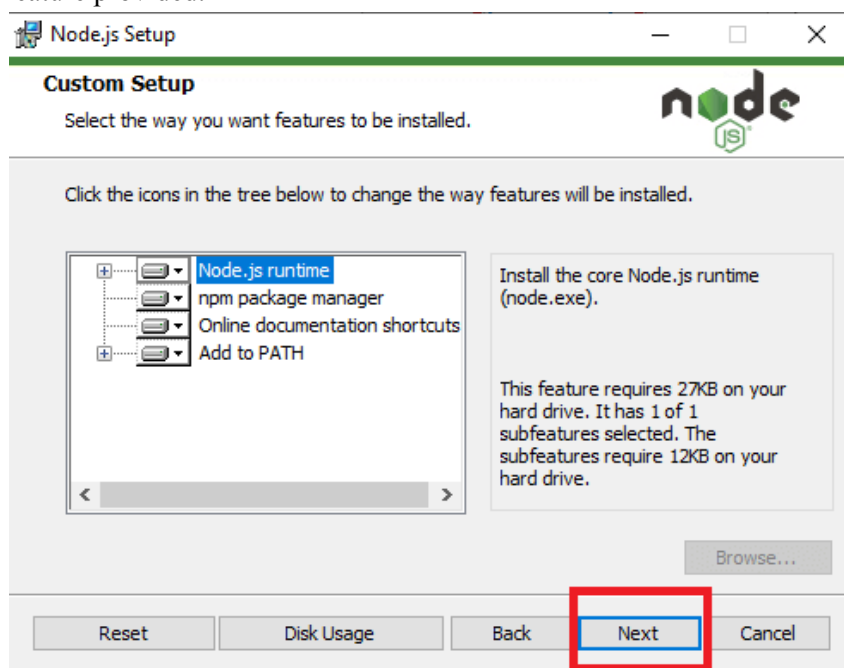 Node.js Setup
Custom Setup
Select the way you want features to be installed.
node
JS
Click the icons in the tree below to change the way features will be installed.
Node.js runtime
npm package manager
Online documentation shortcuts
Add to PATH
Install the core Node.js runtime
(node.exe).
This feature requires 27KB on your
hard drive. It has 1 of 1
subfeatures selected. The
subfeatures require 12KB on your
hard drive.
Browse...
Reset
Disk Usage
Back
Next
Cancel